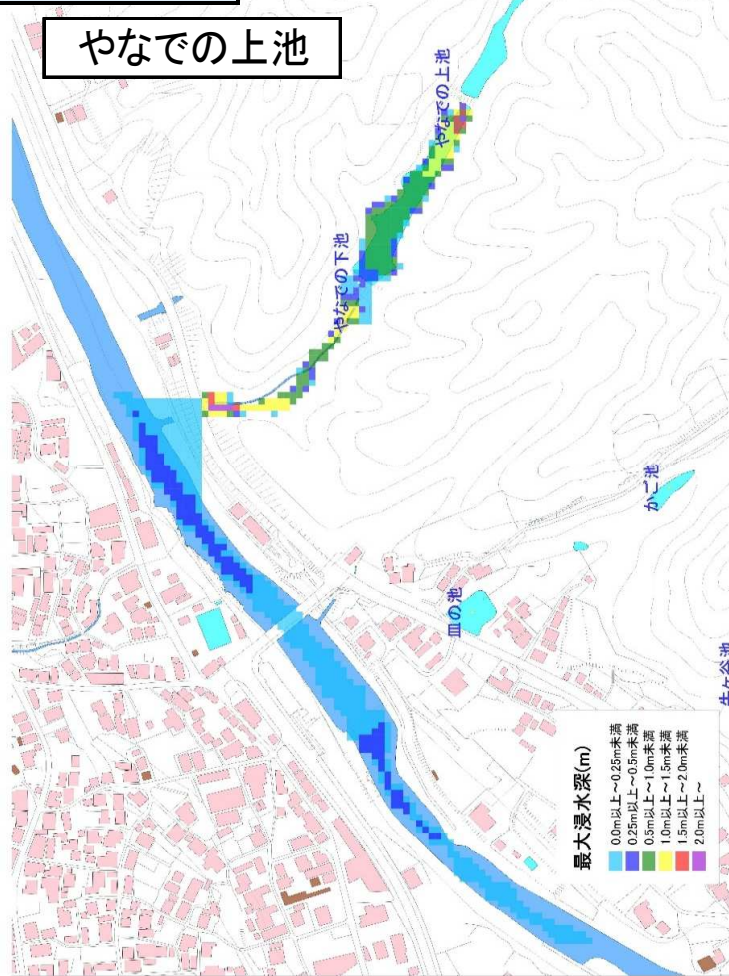 やなでの上池
やなでの上池
やなでの下池
かご池
皿の池
最大浸水深(m)
0.0m以上～0.25m未満
0.25m以上～0.5m未満
0.5m以上～1.0m未満
1.0m以上～1.5m未満
1.5m以上～2.0m未満
2.0m以上～